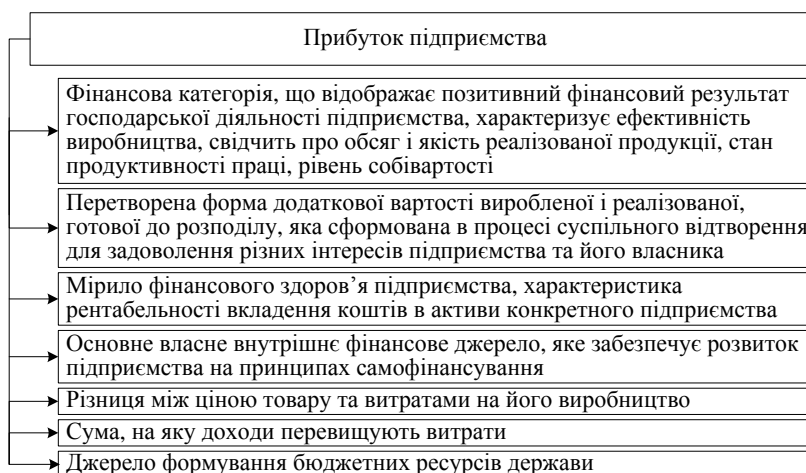 Прибуток підприємства
Фінансова категорія, що відображає позитивний фінансовий результат
господарської діяльності підприємства, характеризує ефективність
виробництва, свідчить про обсяг і якість реалізованої продукції, стан
продуктивності праці, рівень собівартості
Перетворена форма додаткової вартості виробленої і реалізованої,
готової до розподілу, яка сформована в процесі суспільного відтворення
для задоволення різних інтересів підприємства та його власника
Мірило фінансового здоров’я підприємства, характеристика
рентабельності вкладення коштів в активи конкретного підприємства
Основне власне внутрішнє фінансове джерело, яке забезпечує розвиток
підприємства на принципах самофінансування
Різниця між ціною товару та витратами на його виробництво
Сума, на яку доходи перевищують витрати
Джерело формування бюджетних ресурсів держави